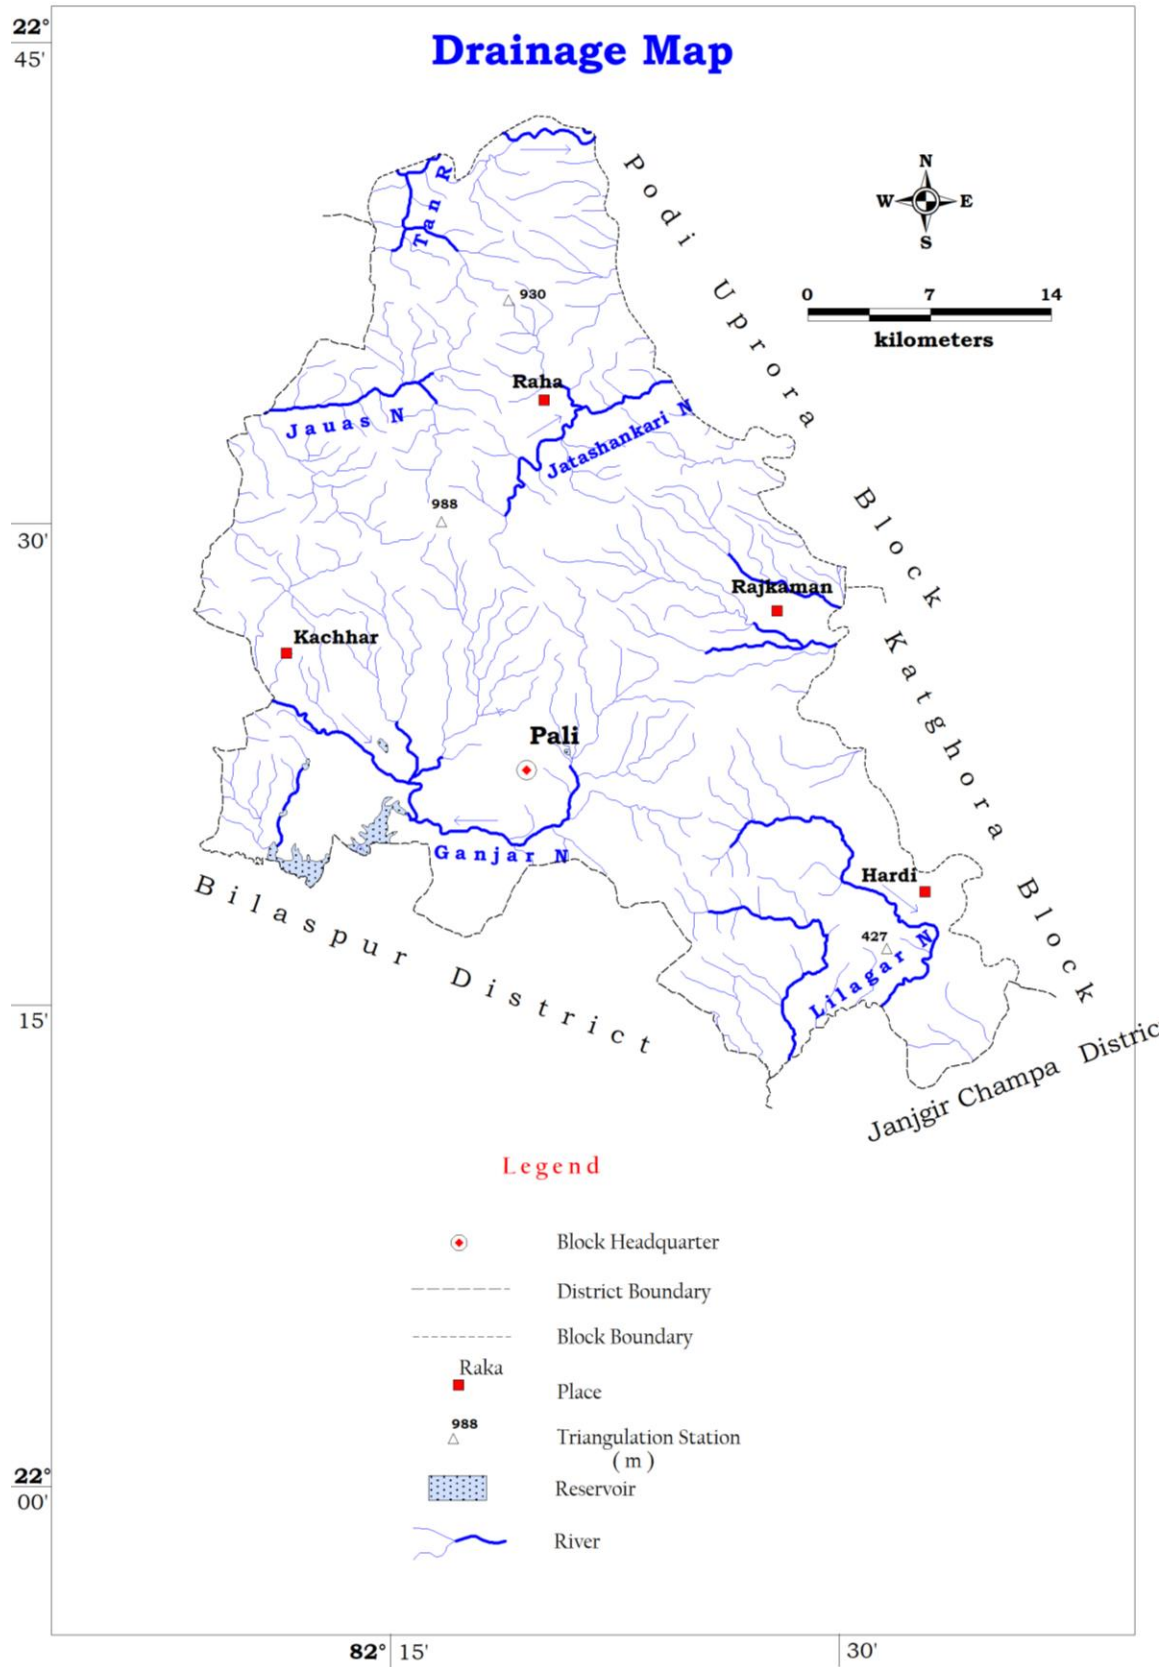 22°
45'
Drainage Map
Tan R
Podi Uprora Block
N
W E
S
930
0 7 14
kilometers
Raha
Jauas N
Jatashankari N
988
30'
Rajkaman
Kachhar
Katghora Block
Pali
Ganjar N
Hardi
Bilaspur District
427
Lilagar N
15'
Janjgir Champa Distric
Legend
Block Headquarter
District Boundary
Block Boundary
Raka
Place
988
Triangulation Station
( m )
22°
00'
Reservoir
River
82° 15' 30'